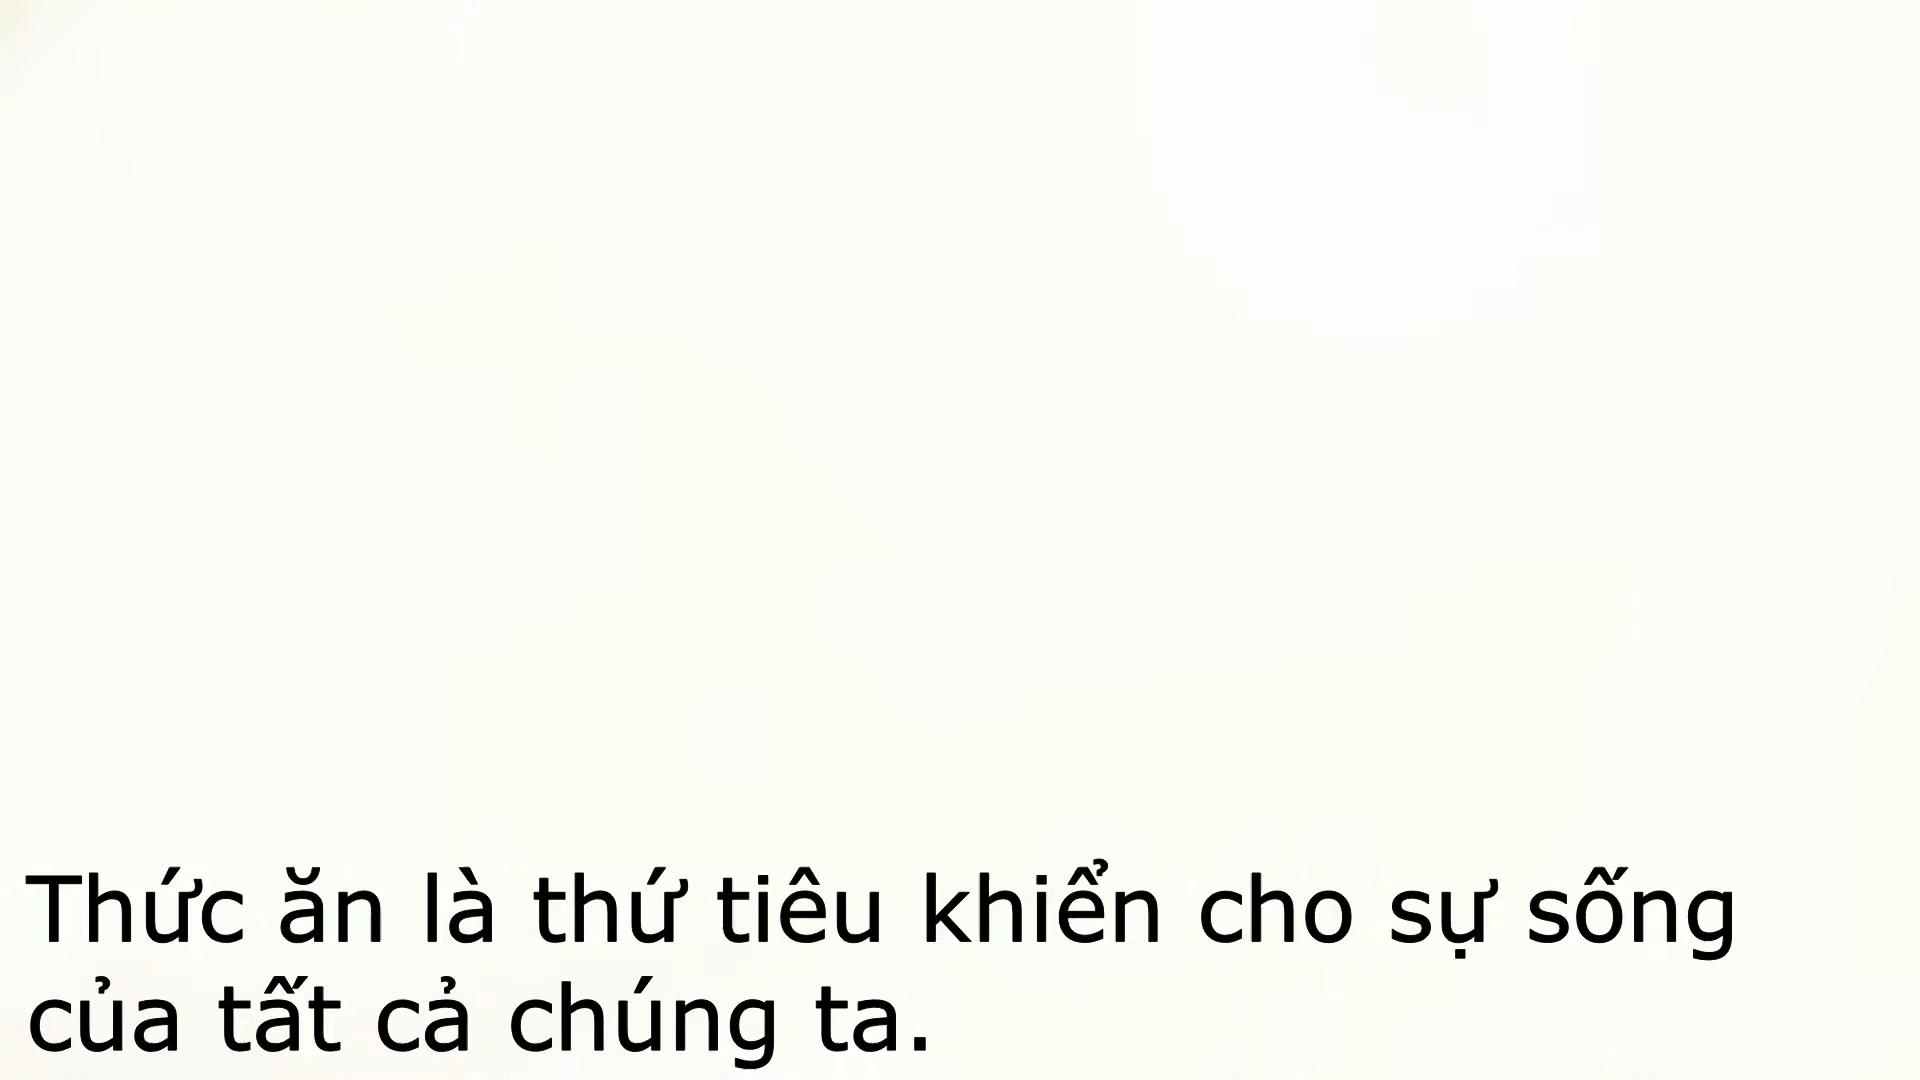 Thức ăn là thứ tiêu khiển cho sự sống
của tất cả chúng ta.